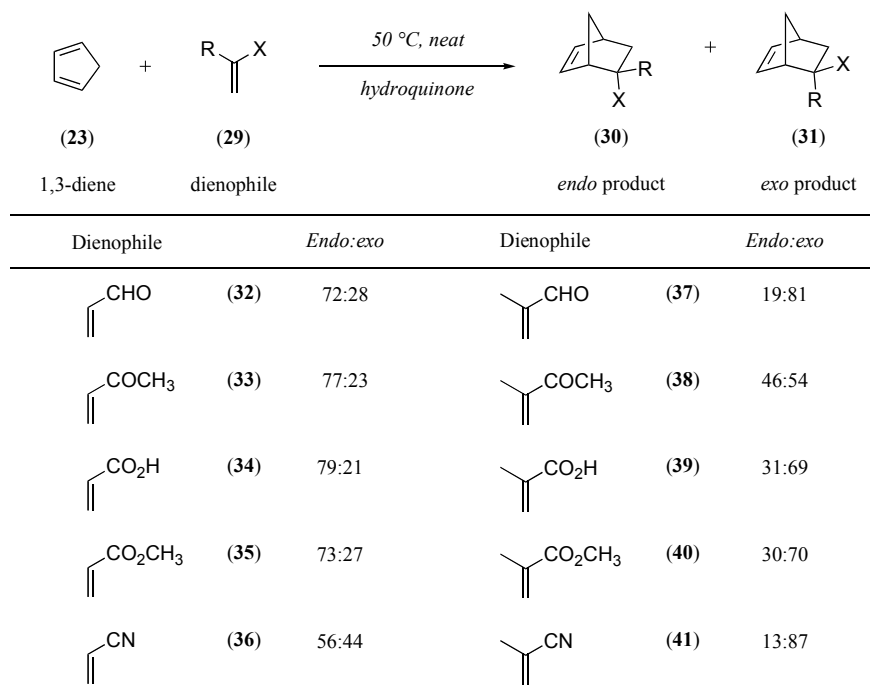 50 °C, neat
hydroquinone
+
R X
+
R
X
X
R
(23) (29) (30) (31)
1,3-diene dienophile endo product exo product
Dienophile Endo:exo Dienophile Endo:exo
CHO (32) 72:28 CHO (37) 19:81
COCH3 (33) 77:23 COCH3 (38) 46:54
CO2H (34) 79:21 CO2H (39) 31:69
CO2CH3 (35) 73:27 CO2CH3 (40) 30:70
CN (36) 56:44 CN (41) 13:87